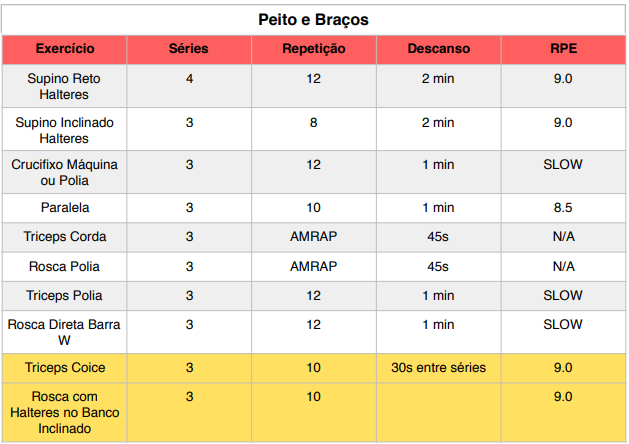 Peito e Braços
Exercício Séries Repetição Descanso RPE
Supino Reto 4 12 2 min 9.0
Halteres
Supino Inclinado 3 8 2 min 9.0
Halteres
Crucifixo Máquina 3 12 1 min SLOW
ou Polia
Paralela 3 10 1 min 8.5
Triceps Corda 3 AMRAP 45s N/A
Rosca Polia 3 AMRAP 45s N/A
Triceps Polia 3 12 1 min SLOW
Rosca Direta Barra 3 12 1 min SLOW
W
Triceps Coice 3 10 30s entre séries 9.0
Rosca com 3 10 9.0
Halteres no Banco
Inclinado